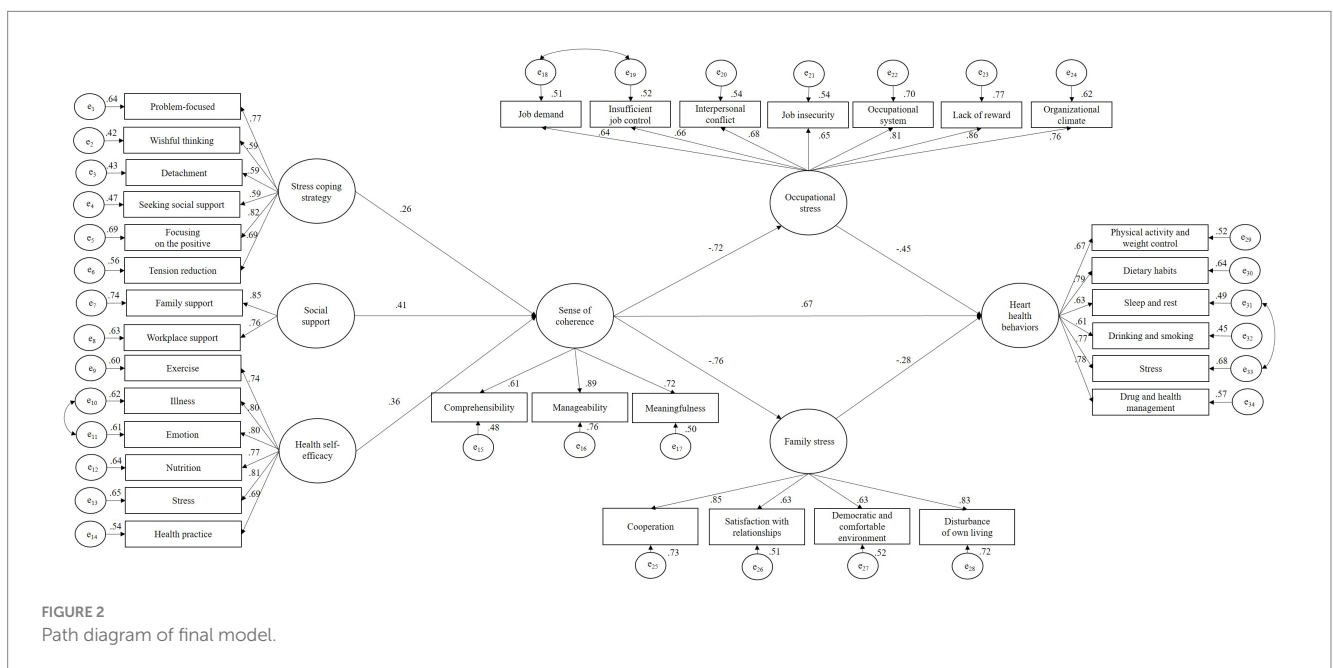 e18
e19
e20
e21
e22
e23
e24
.51
.52
.54
.54
.70
.77
.62
Job demand
Insufficient
job control
Interpersonal
conflict
Job insecurity
Occupational
system
Lack of reward
Organizational
climate
.64
.66
.68
.65
.81
.86
.76
Occupational
stress
e1
.64
Problem-focused
.77
e2
.42
Wishful thinking
.59
e3
.43
Detachment
.59
e4
.47
Seeking social support
.59
e5
.69
Focusing
on the positive
.82
e6
.56
Tension reduction
.69
Stress coping
strategy
.26
e7
.74
Family support
.85
e8
.63
Workplace support
.76
Social
support
.41
e9
.60
Exercise
.74
e10
.62
Illness
.80
e11
.61
Emotion
.80
e12
.64
Nutrition
.77
e13
.65
Stress
.81
e14
.54
Health practice
.69
Health self-
efficacy
.36
Sense of
coherence
.61
.89
.72
Comprehensibility
Manageability
Meaningfulness
.48
.76
.50
e15
e16
e17
-.72
-.45
.67
-.76
-.28
Heart
health
behaviors
.67
Physical activity and
weight control
.52
e29
.79
Dietary habits
.64
e30
.63
Sleep and rest
.49
e31
.61
Drinking and smoking
.45
e32
.77
Stress
.68
e33
.78
Drug and health
management
.57
e34
Family stress
.85
.63
.63
.83
Cooperation
Satisfaction with
relationships
Democratic and
comfortable
environment
Disturbance
of own living
.73
.51
.52
.72
e25
e26
e27
e28
FIGURE 2
Path diagram of final model.